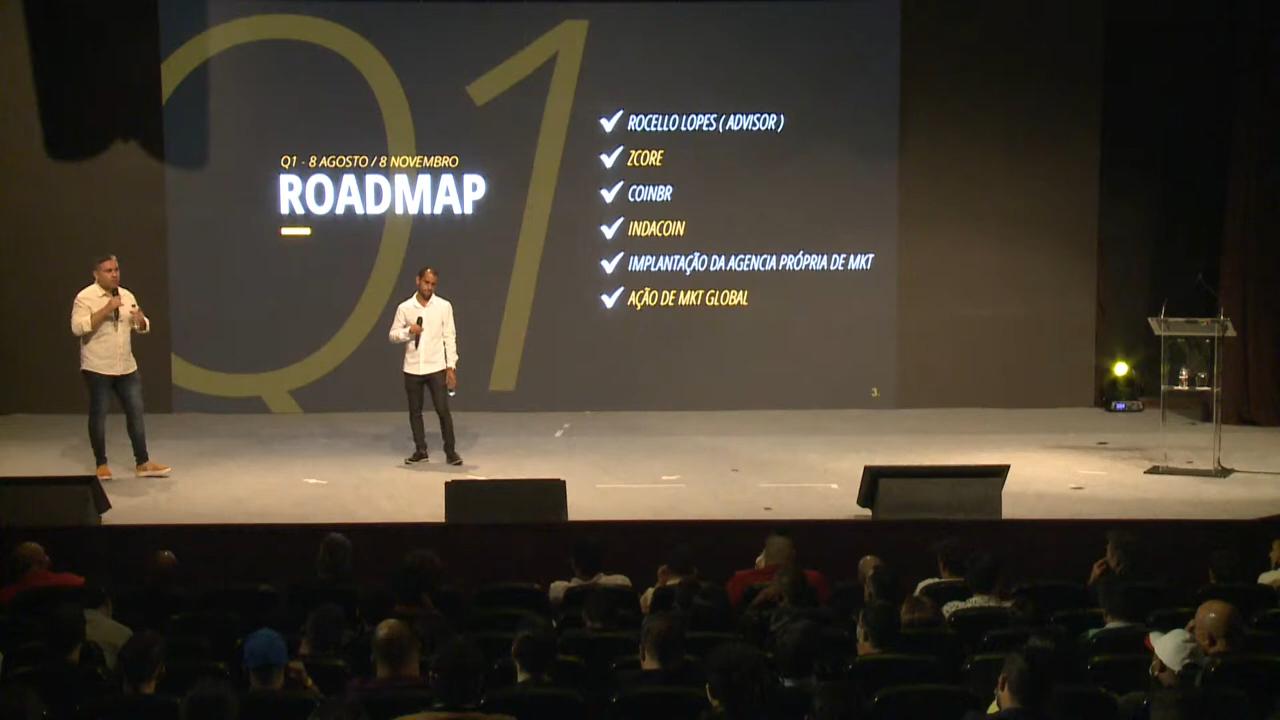 Q1
Q1 - 8 AGOSTO / 8 NOVEMBRO
ROADMAP
ROCELLO LOPES ( ADVISOR )
ZCORE
COINBR
INDACOIN
IMPLANTAÇÃO DA AGENCIA PRÓPRIA DE MKT
AÇÃO DE MKT GLOBAL
3.